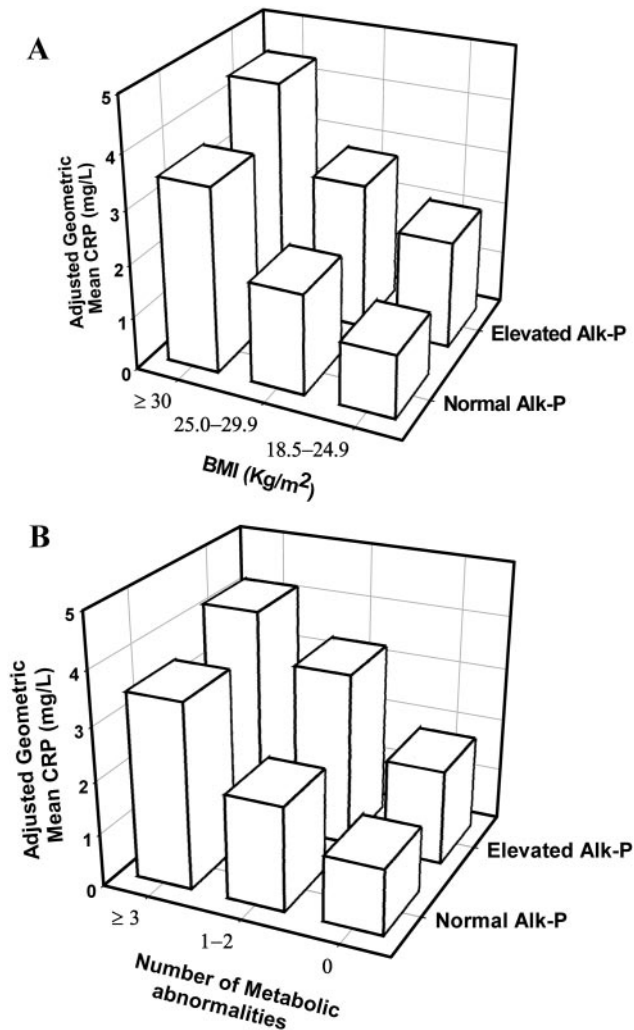 A
Adjusted Geometric
Mean CRP (mg/L)
5
4
3
2
1
0
≥ 30
25.0–29.9
18.5–24.9
BMI (Kg/m²)
Elevated Alk-P
Normal Alk-P
B
Adjusted Geometric
Mean CRP (mg/L)
5
4
3
2
1
0
≥ 3
1–2
0
Number of Metabolic
abnormalities
Elevated Alk-P
Normal Alk-P